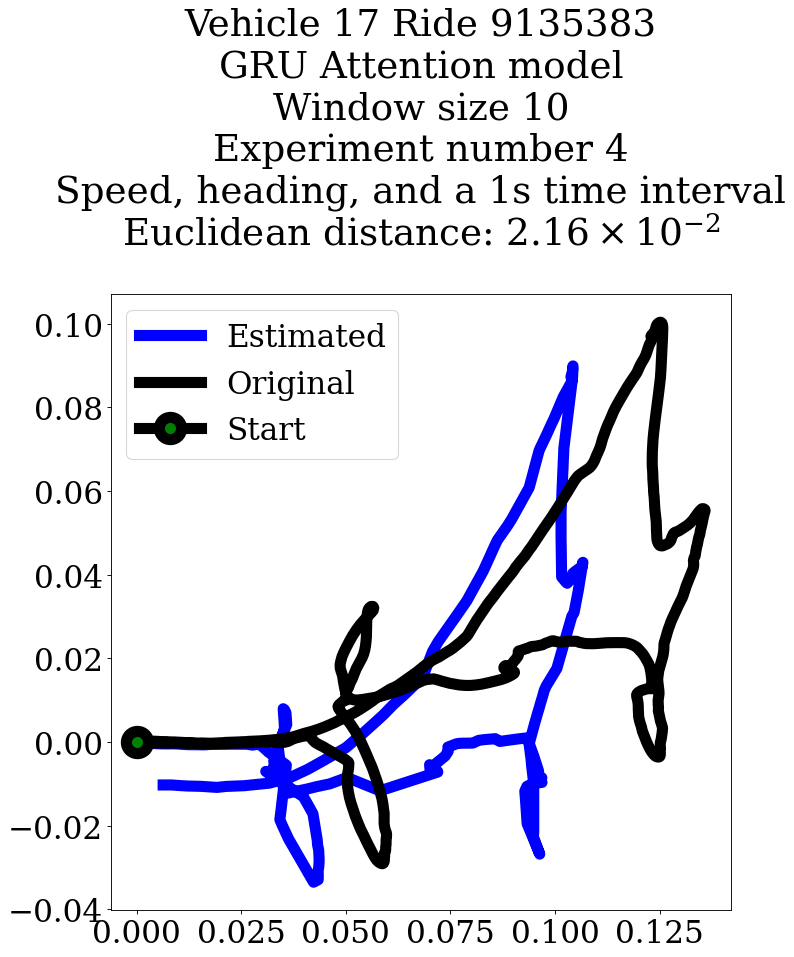 Vehicle 17 Ride 9135383
GRU Attention model
Window size 10
Experiment number 4
Speed, heading, and a 1s time interval
Euclidean distance: 2.16 × 10⁻²
Estimated
Original
Start
0.10
0.08
0.06
0.04
0.02
0.00
−0.02
−0.04
0.000 0.025 0.050 0.075 0.100 0.125